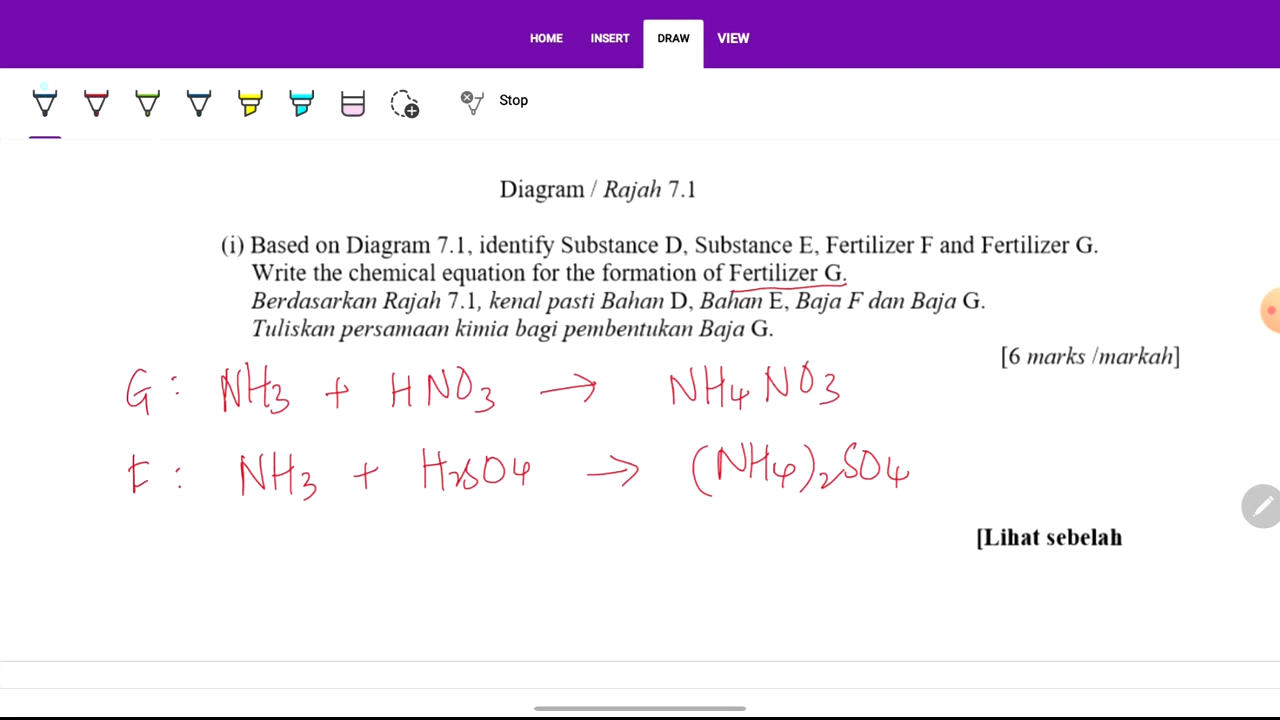 HOME INSERT DRAW VIEW
Stop
Diagram / Rajah 7.1
(i) Based on Diagram 7.1, identify Substance D, Substance E, Fertilizer F and Fertilizer G.
Write the chemical equation for the formation of Fertilizer G.
Berdasarkan Rajah 7.1, kenal pasti Bahan D, Bahan E, Baja F dan Baja G.
Tuliskan persamaan kimia bagi pembentukan Baja G.
[6 marks /markah]
G : NH3 + HNO3 → NH4NO3
F : NH3 + H2SO4 → (NH4)2SO4
[Lihat sebelah